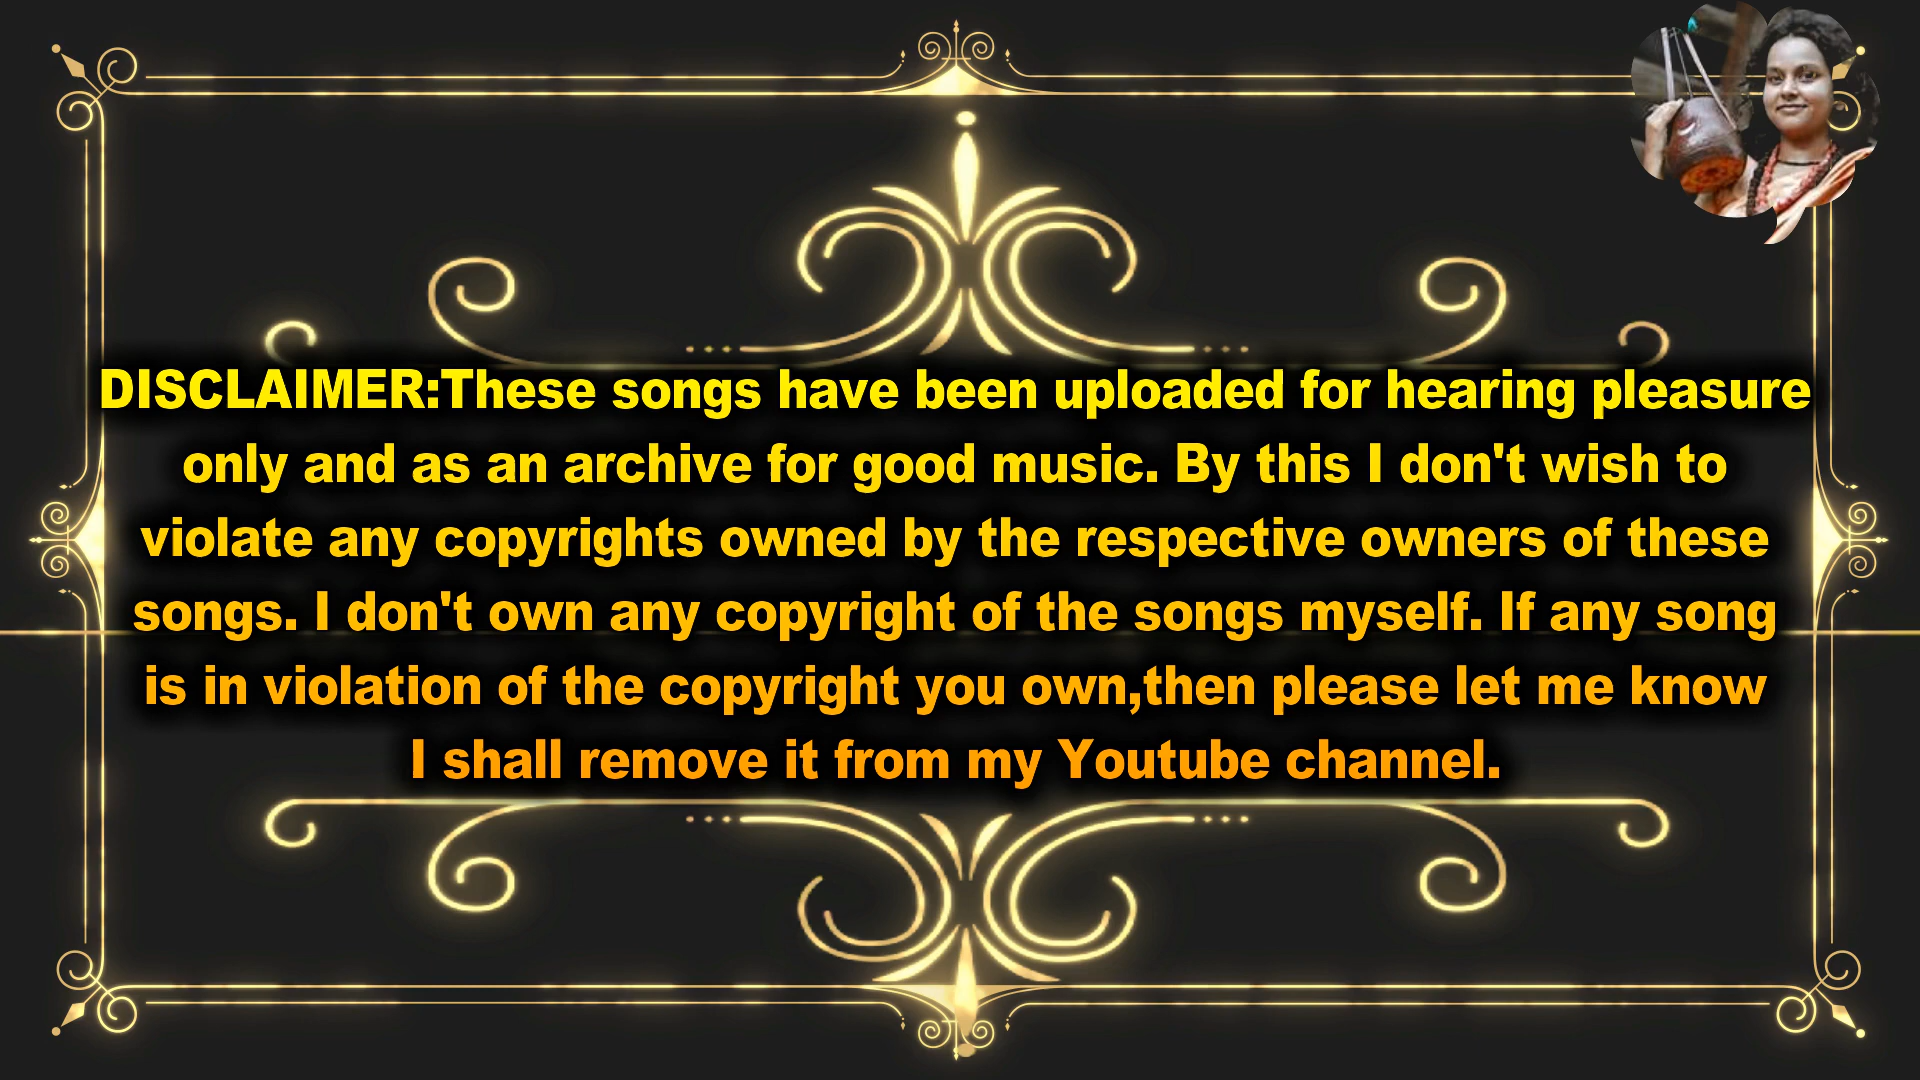 DISCLAIMER:These songs have been uploaded for hearing pleasure
only and as an archive for good music. By this I don't wish to
violate any copyrights owned by the respective owners of these
songs. I don't own any copyright of the songs myself. If any song
is in violation of the copyright you own,then please let me know
I shall remove it from my Youtube channel.